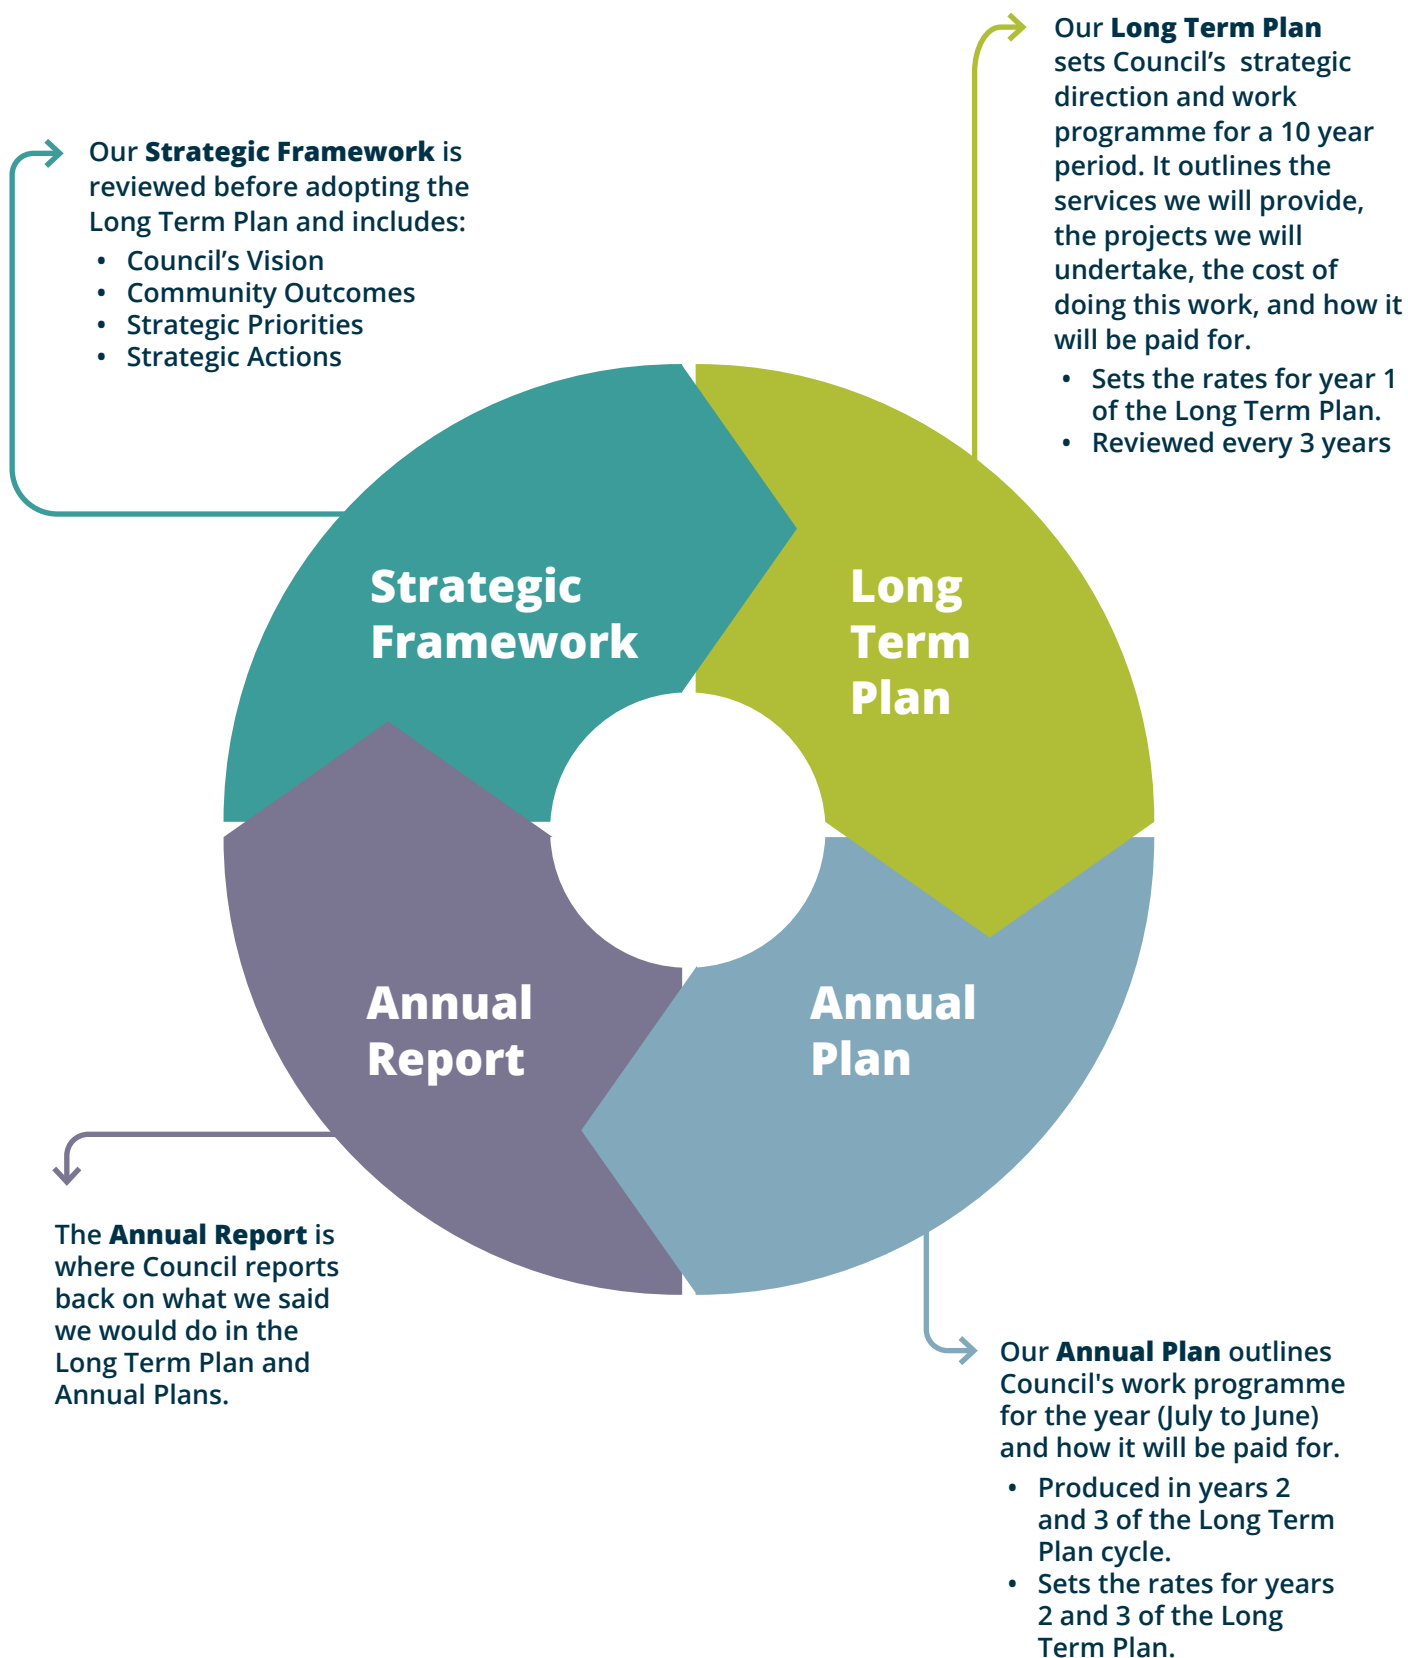 Our Strategic Framework is
reviewed before adopting the
Long Term Plan and includes:
• Council’s Vision
• Community Outcomes
• Strategic Priorities
• Strategic Actions
Our Long Term Plan
sets Council’s strategic
direction and work
programme for a 10 year
period. It outlines the
services we will provide,
the projects we will
undertake, the cost of
doing this work, and how it
will be paid for.
• Sets the rates for year 1
of the Long Term Plan.
• Reviewed every 3 years
Strategic
Framework
Long
Term
Plan
Annual
Report
Annual
Plan
The Annual Report is
where Council reports
back on what we said
we would do in the
Long Term Plan and
Annual Plans.
Our Annual Plan outlines
Council's work programme
for the year (July to June)
and how it will be paid for.
• Produced in years 2
and 3 of the Long Term
Plan cycle.
• Sets the rates for years
2 and 3 of the Long
Term Plan.